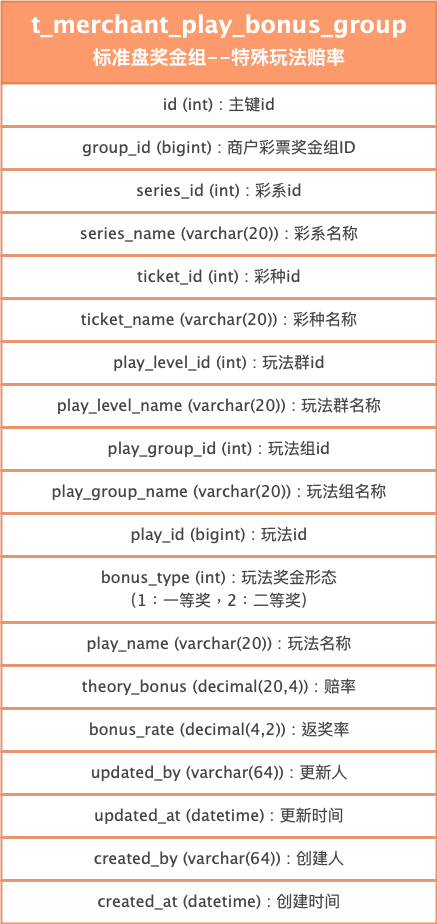 t_merchant_play_bonus_group
标准盘奖金组--特殊玩法赔率
id (int)：主键id
group_id (bigint)：商户彩票奖金组ID
series_id (int)：彩系id
series_name (varchar(20))：彩系名称
ticket_id (int)：彩种id
ticket_name (varchar(20))：彩种名称
play_level_id (int)：玩法群id
play_level_name (varchar(20))：玩法群名称
play_group_id (int)：玩法组id
play_group_name (varchar(20))：玩法组名称
play_id (bigint)：玩法id
bonus_type (int)：玩法奖金形态
（1：一等奖，2：二等奖）
play_name (varchar(20))：玩法名称
theory_bonus (decimal(20,4))：赔率
bonus_rate (decimal(4,2))：返奖率
updated_by (varchar(64))：更新人
updated_at (datetime)：更新时间
created_by (varchar(64))：创建人
created_at (datetime)：创建时间